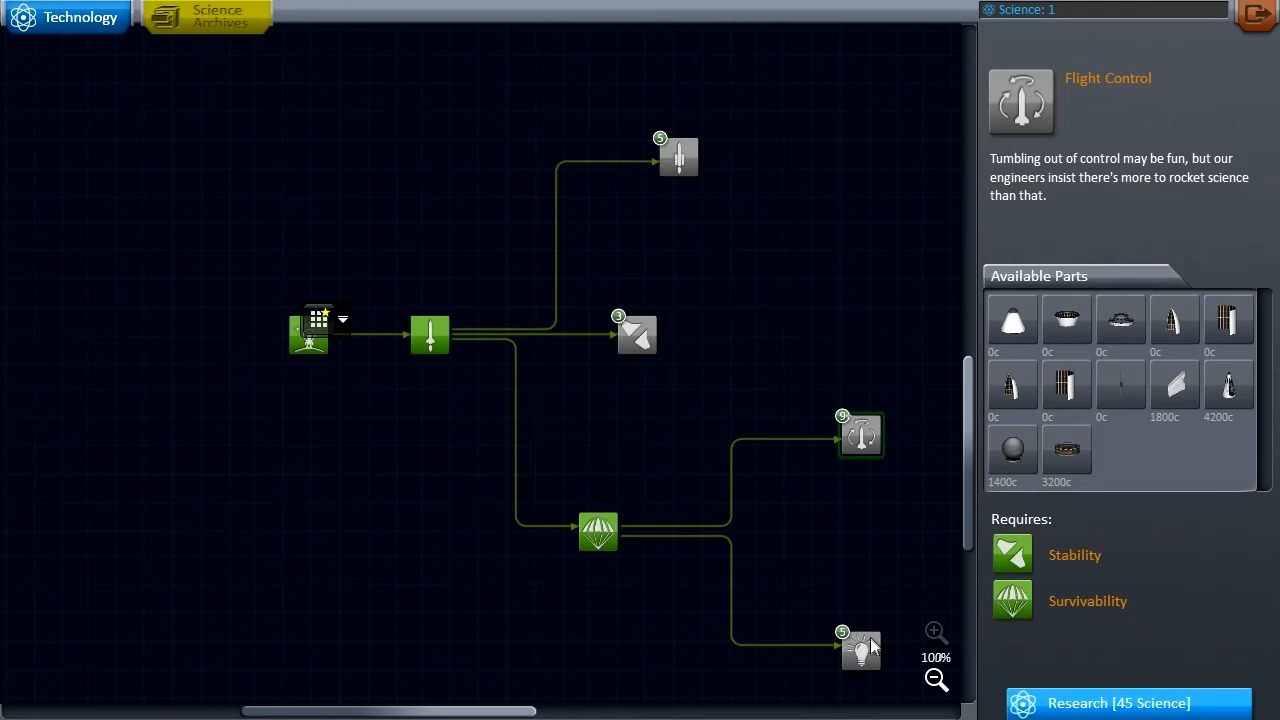 Technology
Science
Archives
Science: 1
Flight Control
Tumbling out of control may be fun, but our
engineers insist there's more to rocket science
than that.
Available Parts
0c 0c 0c 0c 0c
0c 0c 0c 1800c 4200c
1400c 3200c
Requires:
Stability
Survivability
Research [45 Science]
5
3
9
5
100%